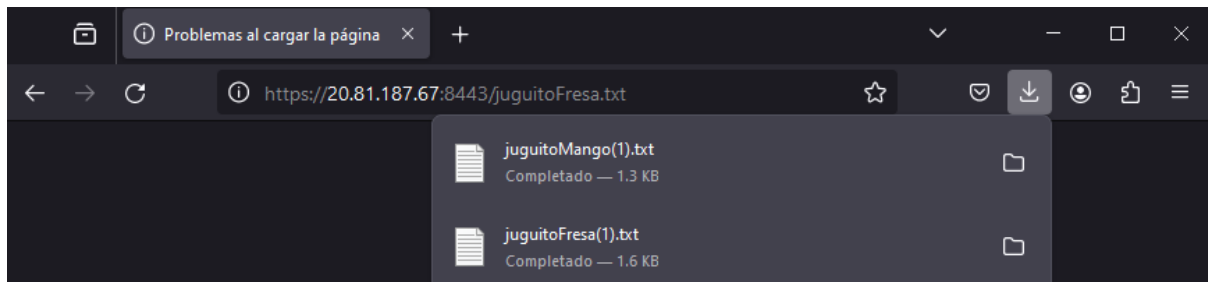 Problemas al cargar la página
https://20.81.187.67:8443/juguitoFresa.txt
juguitoMango(1).txt
Completado — 1.3 KB
juguitoFresa(1).txt
Completado — 1.6 KB